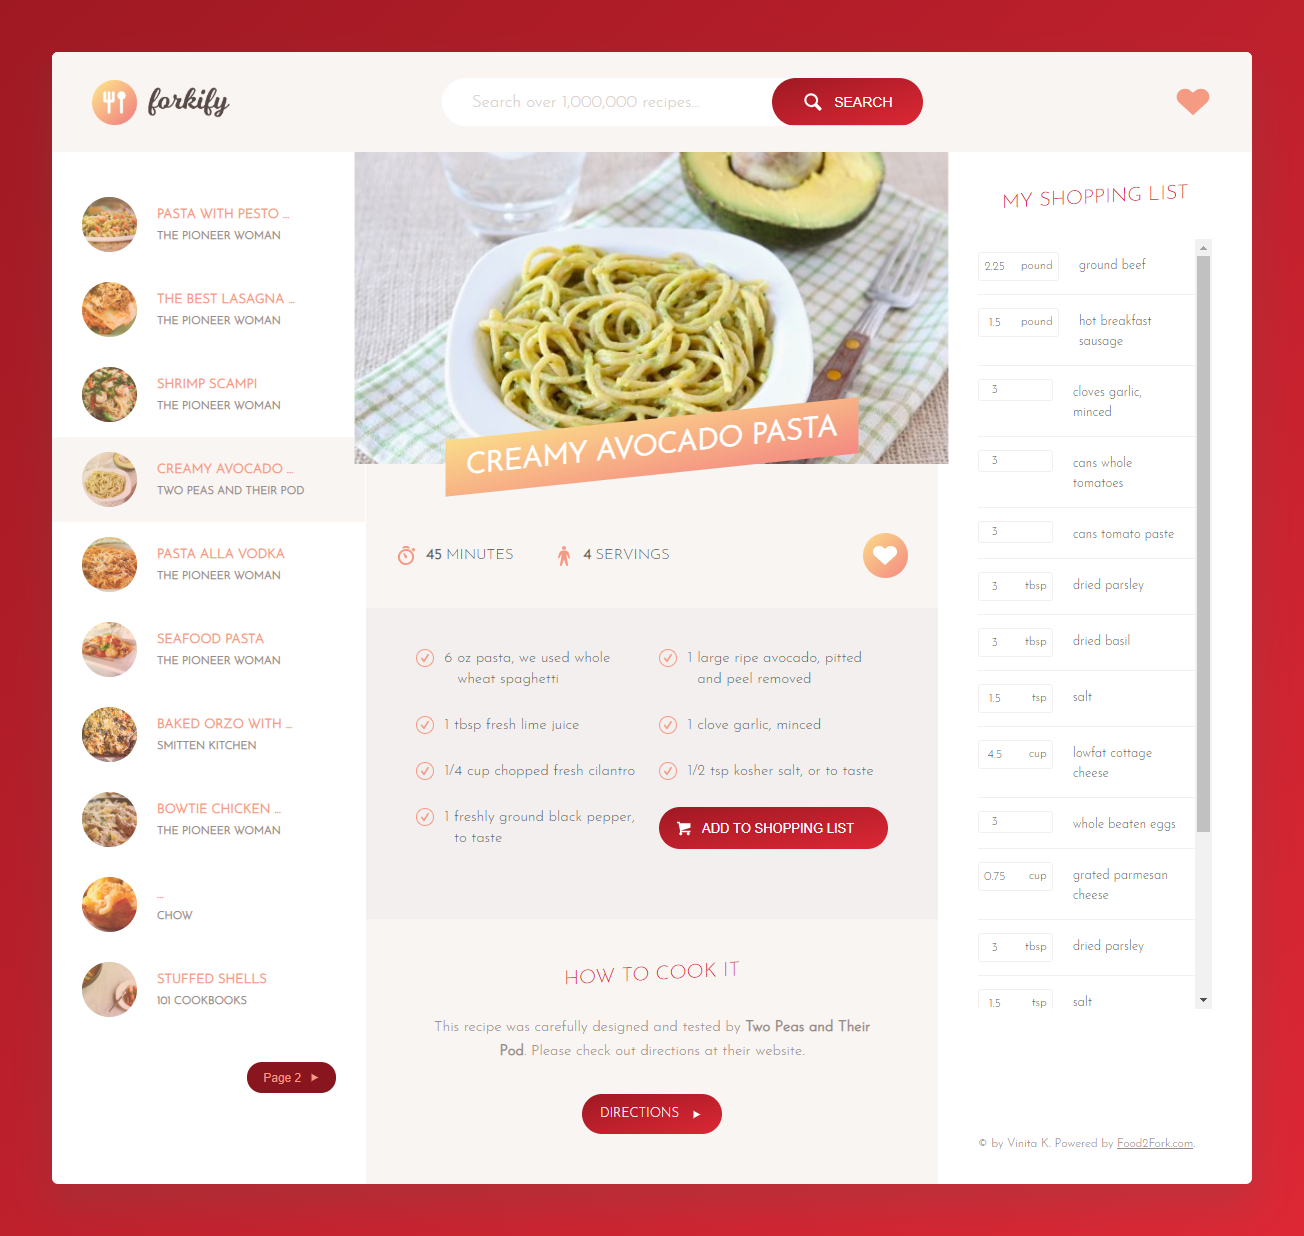 forkify
Search over 1,000,000 recipes...
SEARCH
PASTA WITH PESTO ...
THE PIONEER WOMAN
THE BEST LASAGNA ...
THE PIONEER WOMAN
SHRIMP SCAMPI
THE PIONEER WOMAN
CREAMY AVOCADO ...
TWO PEAS AND THEIR POD
PASTA ALLA VODKA
THE PIONEER WOMAN
SEAFOOD PASTA
THE PIONEER WOMAN
BAKED ORZO WITH ...
SMITTEN KITCHEN
BOWTIE CHICKEN ...
THE PIONEER WOMAN
...
CHOW
STUFFED SHELLS
101 COOKBOOKS
Page 2
CREAMY AVOCADO PASTA
45 MINUTES
4 SERVINGS
6 oz pasta, we used whole
wheat spaghetti
1 large ripe avocado, pitted
and peel removed
1 tbsp fresh lime juice
1 clove garlic, minced
1/4 cup chopped fresh cilantro
1/2 tsp kosher salt, or to taste
1 freshly ground black pepper,
to taste
ADD TO SHOPPING LIST
HOW TO COOK IT
This recipe was carefully designed and tested by Two Peas and Their
Pod. Please check out directions at their website.
DIRECTIONS
MY SHOPPING LIST
2.25 pound ground beef
1.5 pound hot breakfast
sausage
3 cloves garlic,
minced
3 cans whole
tomatoes
3 cans tomato paste
3 tbsp dried parsley
3 tbsp dried basil
1.5 tsp salt
4.5 cup lowfat cottage
cheese
3 whole beaten eggs
0.75 cup grated parmesan
cheese
3 tbsp dried parsley
1.5 tsp salt
© by Vinita K. Powered by Food2Fork.com.